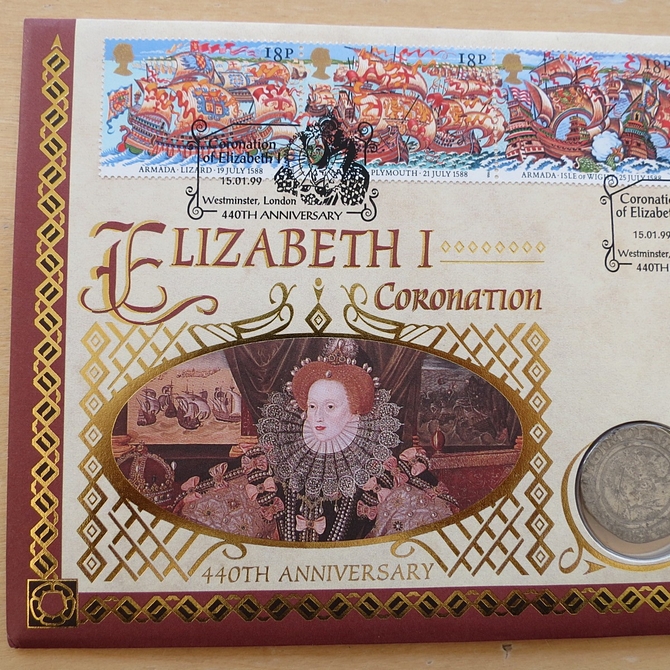 18P
18P
18P
ARMADA · LIZARD · 19 JULY 1588
PLYMOUTH · 21 JULY 1588
ARMADA · ISLE OF WIGHT · 25 JULY 1588
Coronation
of Elizabeth I
15.01.99
Westminster, London
440TH ANNIVERSARY
Coronati
of Elizabe
15.01.99
Westminster,
440TH
ELIZABETH I
CORONATION
440TH ANNIVERSARY